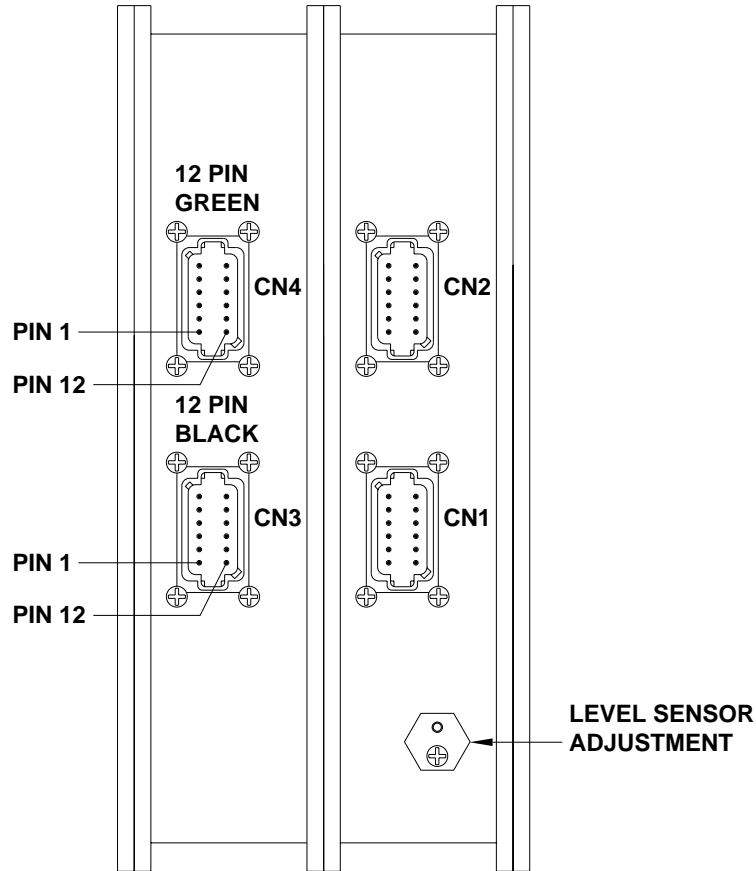 12 PIN
GREEN
CN4
CN2
PIN 1
PIN 12
12 PIN
BLACK
CN3
CN1
PIN 1
PIN 12
LEVEL SENSOR
ADJUSTMENT